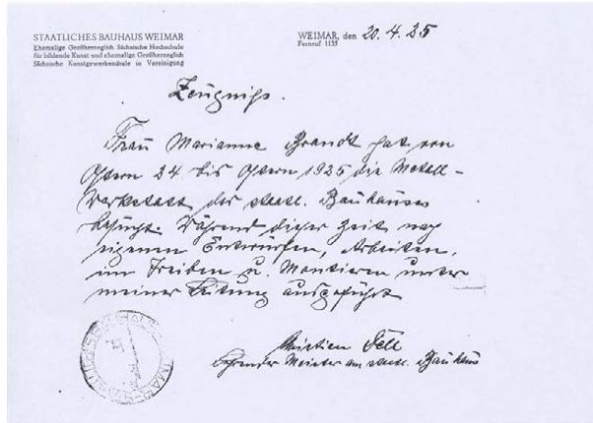 STAATLICHES BAUHAUS WEIMAR
Ehemalige Großherzoglich Sächsische Hochschule
für bildende Kunst und ehemalige Großherzoglich
Sächsische Kunstgewerbeschule in Vereinigung
WEIMAR, den 20.4.25
Fernruf 1135
Zeugniß.
Frau Marianne Brandt hat von
Ostern 24 bis Ostern 1925 die Metall-
Werkstatt des staatl. Bauhauses
besucht. Während dieser Zeit nach
eigenen Entwürfen, Arbeiten,
im Treiben u. Montieren unter
meiner Leitung ausgeführt
Christian Dell
Meister am staatl. Bauhaus